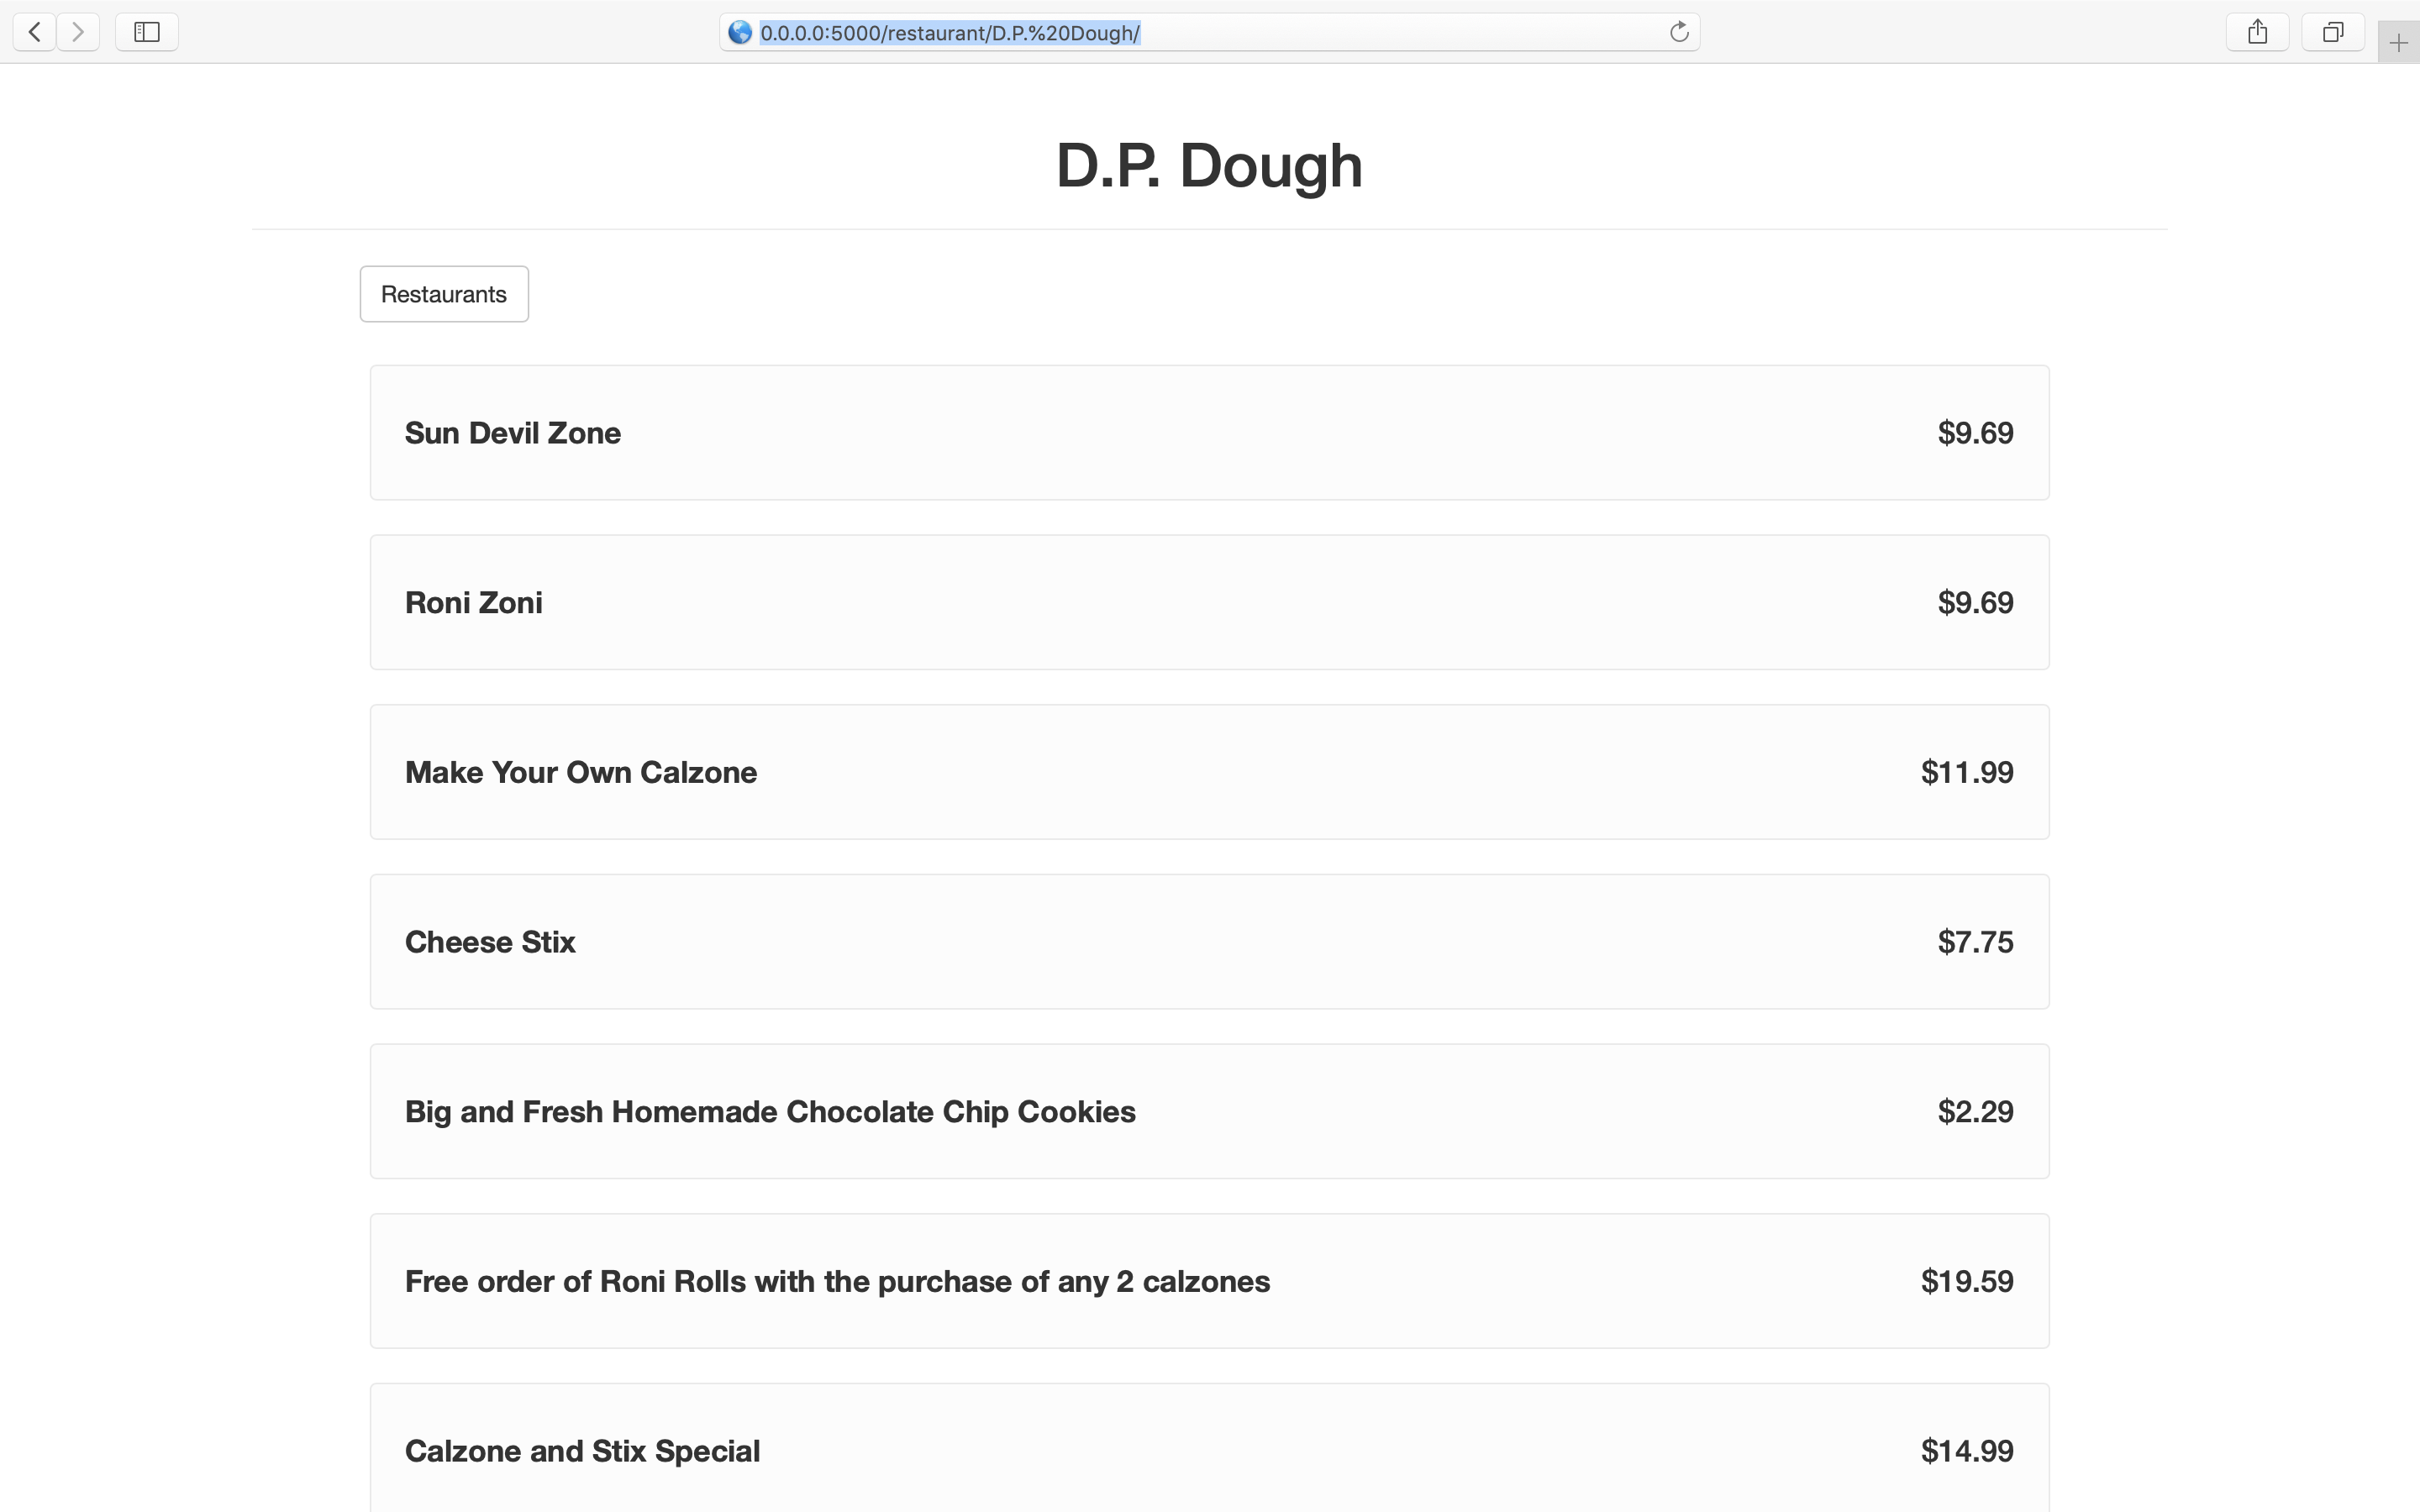 0.0.0.0:5000/restaurant/D.P.%20Dough/
D.P. Dough
Restaurants
Sun Devil Zone $9.69
Roni Zoni $9.69
Make Your Own Calzone $11.99
Cheese Stix $7.75
Big and Fresh Homemade Chocolate Chip Cookies $2.29
Free order of Roni Rolls with the purchase of any 2 calzones $19.59
Calzone and Stix Special $14.99